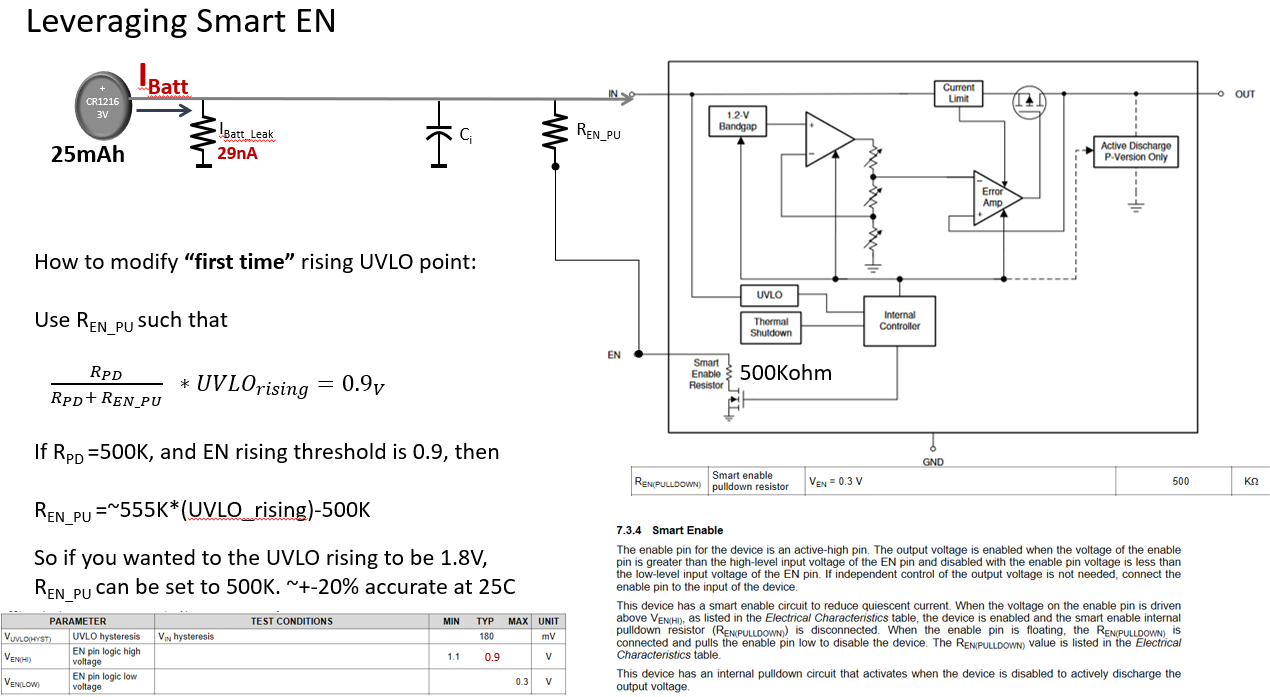 Leveraging Smart EN
IBatt
+
CR1216
3V
25mAh
IBatt_Leak
29nA
Ci
REN_PU
IN
OUT
Current
Limit
1.2-V
Bandgap
+
−
Active Discharge
P-Version Only
−
Error
Amp
+
UVLO
Thermal
Shutdown
Internal
Controller
EN
Smart
Enable
Resistor
500Kohm
GND
How to modify “first time” rising UVLO point:
Use REN_PU such that
RPD
RPD+ REN_PU
* UVLOrising = 0.9V
If RPD =500K, and EN rising threshold is 0.9, then
REN_PU =~555K*(UVLO_rising)-500K
So if you wanted to the UVLO rising to be 1.8V,
REN_PU can be set to 500K. ~+-20% accurate at 25C
PARAMETER TEST CONDITIONS MIN TYP MAX UNIT
VUVLO(HYST) UVLO hysteresis VIN hysteresis 180 mV
VEN(HI) EN pin logic high voltage 1.1 0.9 V
VEN(LOW) EN pin logic low voltage 0.3 V
REN(PULLDOWN) Smart enable pulldown resistor VEN = 0.3 V 500 KΩ
7.3.4 Smart Enable
The enable pin for the device is an active-high pin. The output voltage is enabled when the voltage of the enable
pin is greater than the high-level input voltage of the EN pin and disabled with the enable pin voltage is less than
the low-level input voltage of the EN pin. If independent control of the output voltage is not needed, connect the
enable pin to the input of the device.
This device has a smart enable circuit to reduce quiescent current. When the voltage on the enable pin is driven
above VEN(HI), as listed in the Electrical Characteristics table, the device is enabled and the smart enable internal
pulldown resistor (REN(PULLDOWN)) is disconnected. When the enable pin is floating, the REN(PULLDOWN) is
connected and pulls the enable pin low to disable the device. The REN(PULLDOWN) value is listed in the Electrical
Characteristics table.
This device has an internal pulldown circuit that activates when the device is disabled to actively discharge the
output voltage.